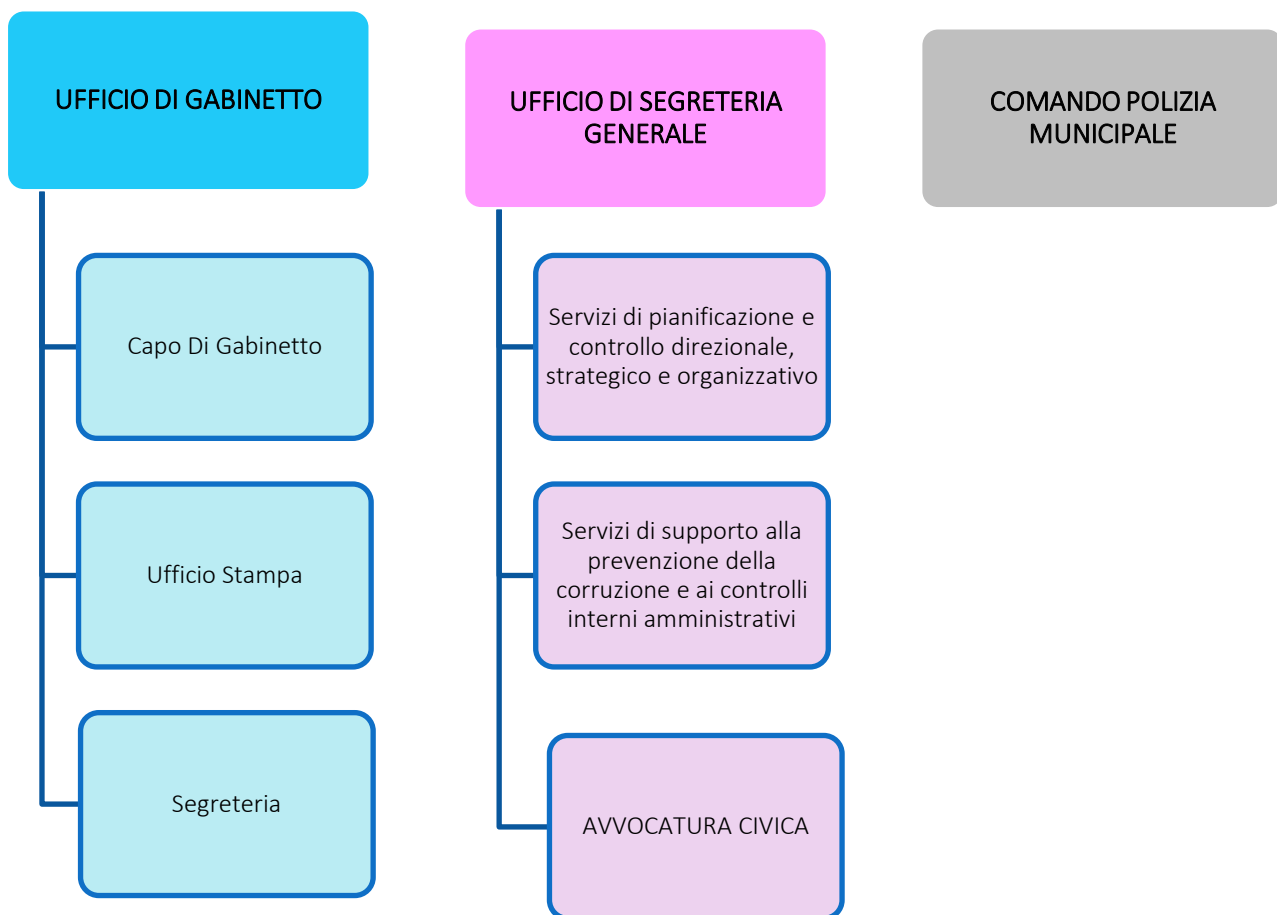 UFFICIO DI GABINETTO
Capo Di Gabinetto
Ufficio Stampa
Segreteria
UFFICIO DI SEGRETERIA
GENERALE
Servizi di pianificazione e
controllo direzionale,
strategico e organizzativo
Servizi di supporto alla
prevenzione della
corruzione e ai controlli
interni amministrativi
AVVOCATURA CIVICA
COMANDO POLIZIA
MUNICIPALE